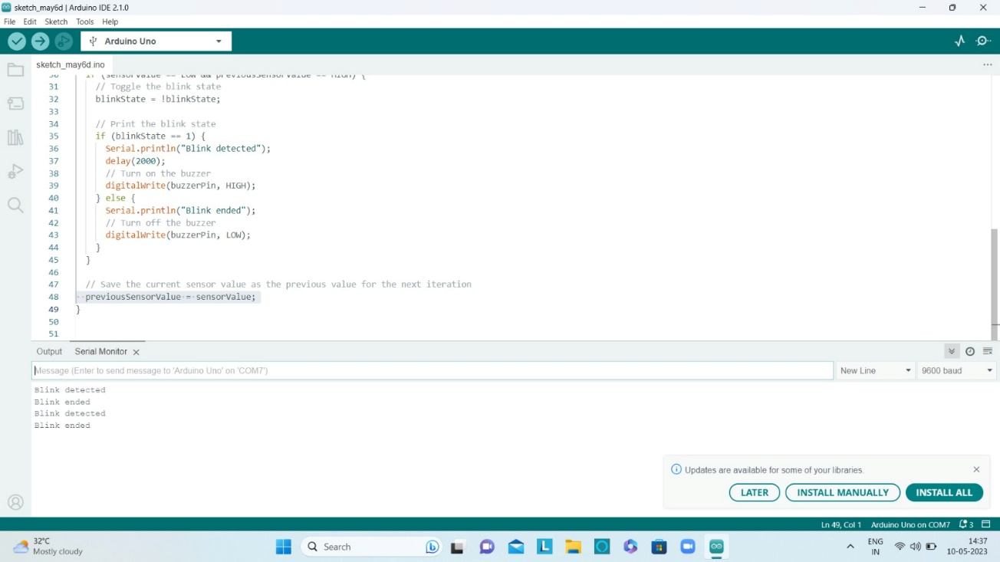 sketch_may6d | Arduino IDE 2.1.0
File Edit Sketch Tools Help
Arduino Uno
sketch_may6d.ino
30 if (sensorValue == LOW && previousSensorValue == HIGH) {
31 // Toggle the blink state
32 blinkState = !blinkState;
33
34 // Print the blink state
35 if (blinkState == 1) {
36 Serial.println("Blink detected");
37 delay(2000);
38 // Turn on the buzzer
39 digitalWrite(buzzerPin, HIGH);
40 } else {
41 Serial.println("Blink ended");
42 // Turn off the buzzer
43 digitalWrite(buzzerPin, LOW);
44 }
45 }
46
47 // Save the current sensor value as the previous value for the next iteration
48 previousSensorValue = sensorValue;
49 }
50
51
Output Serial Monitor
Message (Enter to send message to 'Arduino Uno' on 'COM7')
New Line
9600 baud
Blink detected
Blink ended
Blink detected
Blink ended
Updates are available for some of your libraries.
LATER INSTALL MANUALLY INSTALL ALL
Ln 49, Col 1 Arduino Uno on COM7 3
32°C
Mostly cloudy
Search
ENG
IN
14:37
10-05-2023